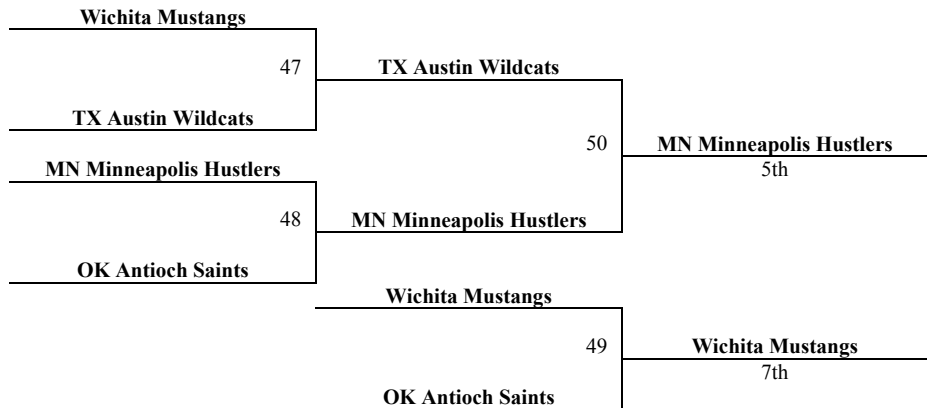 Wichita Mustangs
47
TX Austin Wildcats
TX Austin Wildcats
50
MN Minneapolis Hustlers
5th
MN Minneapolis Hustlers
48
MN Minneapolis Hustlers
OK Antioch Saints
Wichita Mustangs
49
Wichita Mustangs
7th
OK Antioch Saints